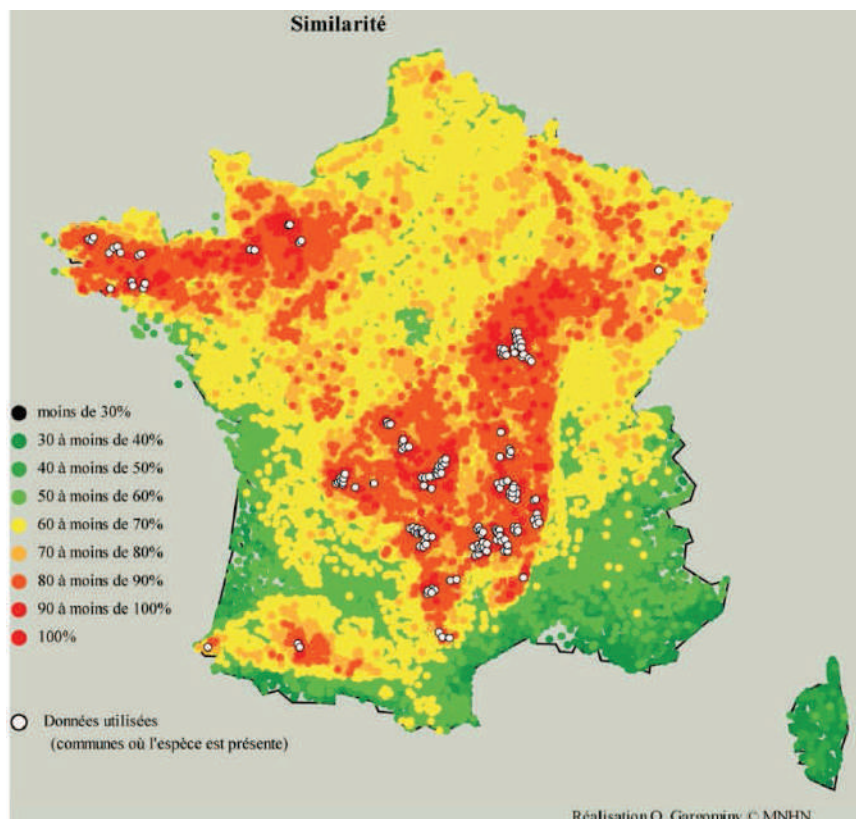 Similarité
moins de 30%
30 à moins de 40%
40 à moins de 50%
50 à moins de 60%
60 à moins de 70%
70 à moins de 80%
80 à moins de 90%
90 à moins de 100%
100%
Données utilisées
(communes où l'espèce est présente)
Réalisation O. Gargominy © MNHN